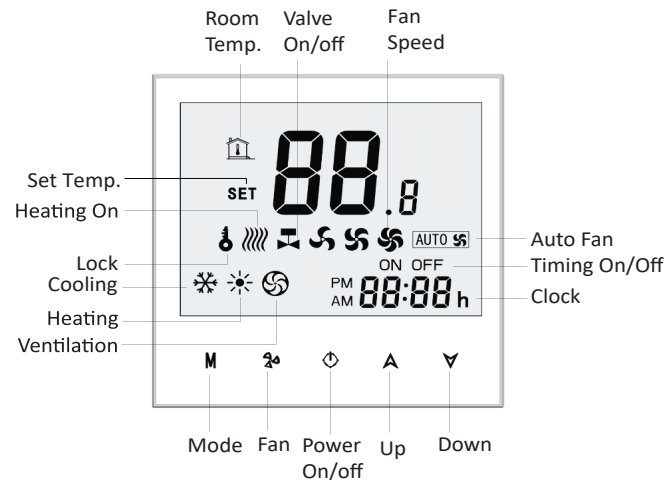 Room Temp.
Valve On/off
Fan Speed
88.8
Set Temp.
SET
Heating On
AUTO
Auto Fan
Lock
ON OFF
Timing On/Off
Cooling
PM
AM
88:88 h
Clock
Heating
Ventilation
M
Mode
Fan
Power On/off
Up
Down